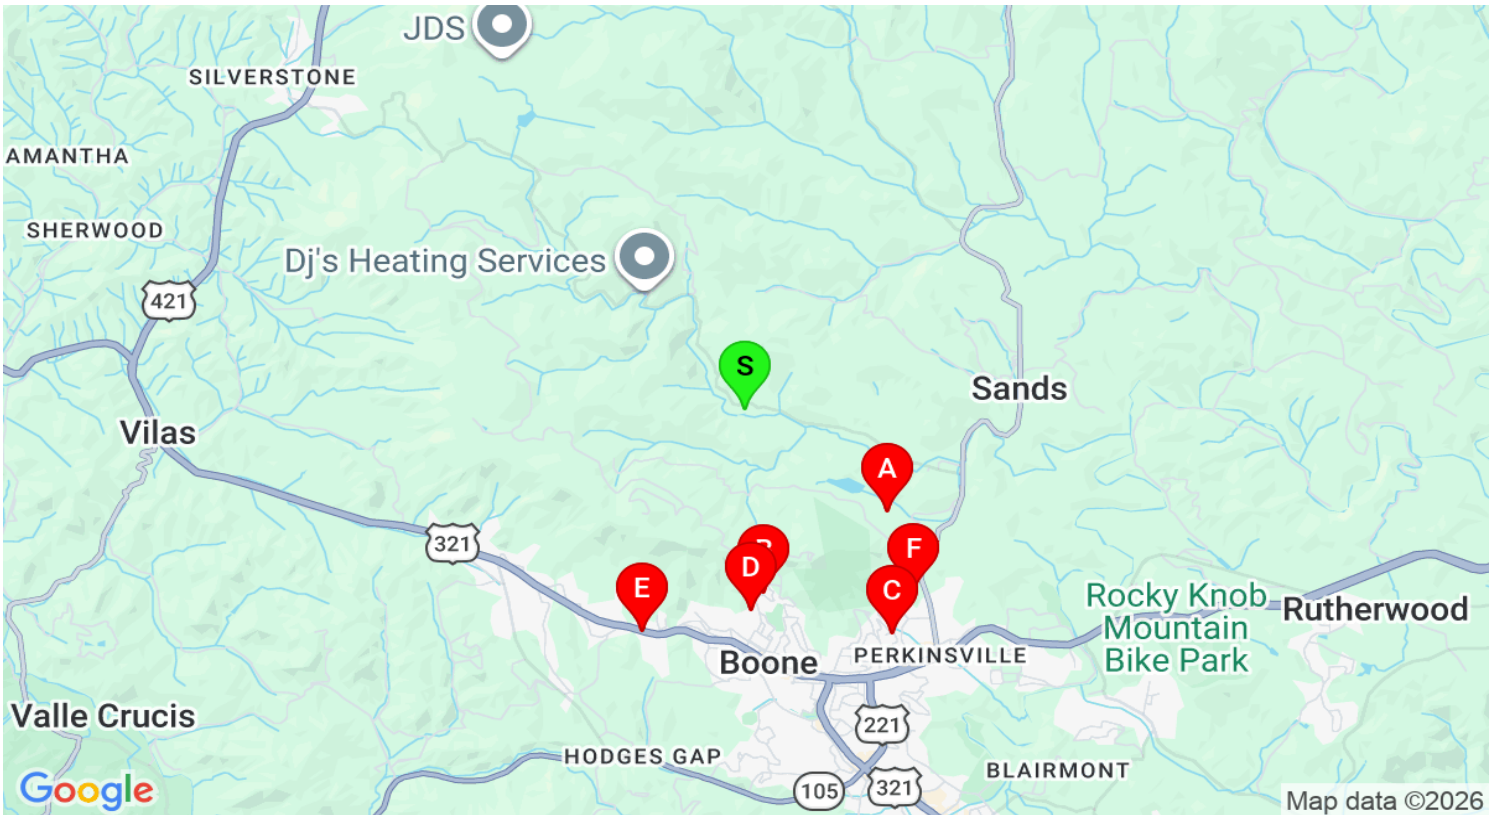 JDS
SILVERSTONE
AMANTHA
SHERWOOD
Dj's Heating Services
421
S
Sands
Vilas
A
321
F
D
E
C
Rocky Knob
Mountain
Bike Park
Rutherwood
Boone
PERKINSVILLE
Valle Crucis
221
HODGES GAP
BLAIRMONT
105
321
Google
Map data ©2026